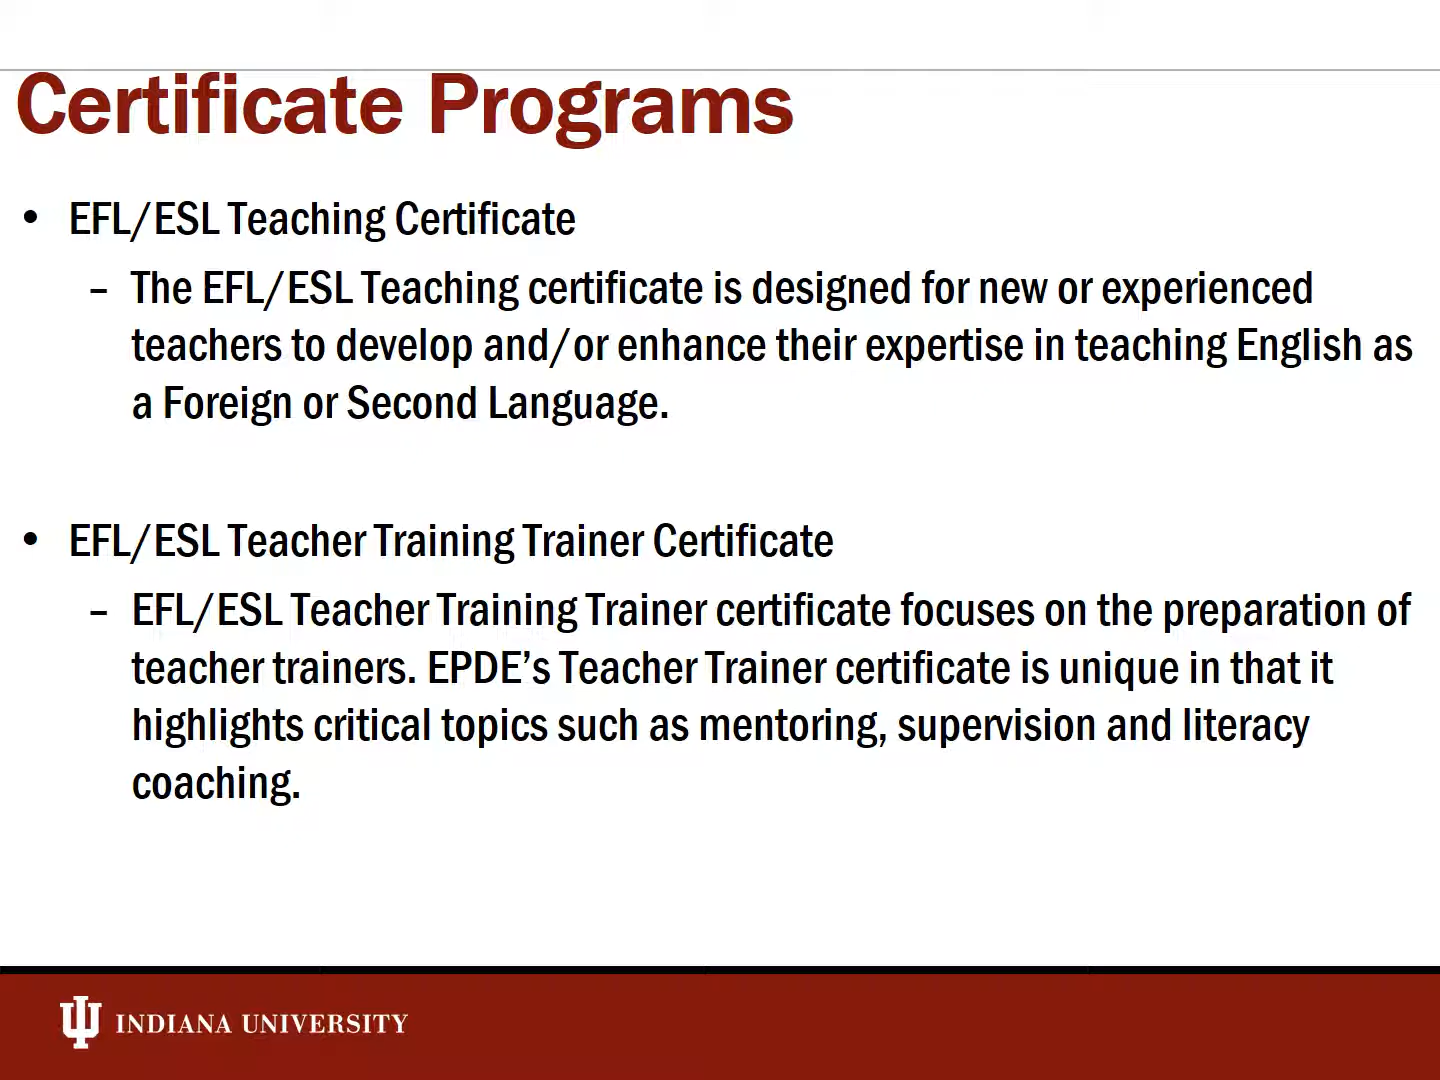 Certificate Programs
• EFL/ESL Teaching Certificate
– The EFL/ESL Teaching certificate is designed for new or experienced
teachers to develop and/or enhance their expertise in teaching English as
a Foreign or Second Language.
• EFL/ESL Teacher Training Trainer Certificate
– EFL/ESL Teacher Training Trainer certificate focuses on the preparation of
teacher trainers. EPDE’s Teacher Trainer certificate is unique in that it
highlights critical topics such as mentoring, supervision and literacy
coaching.
INDIANA UNIVERSITY